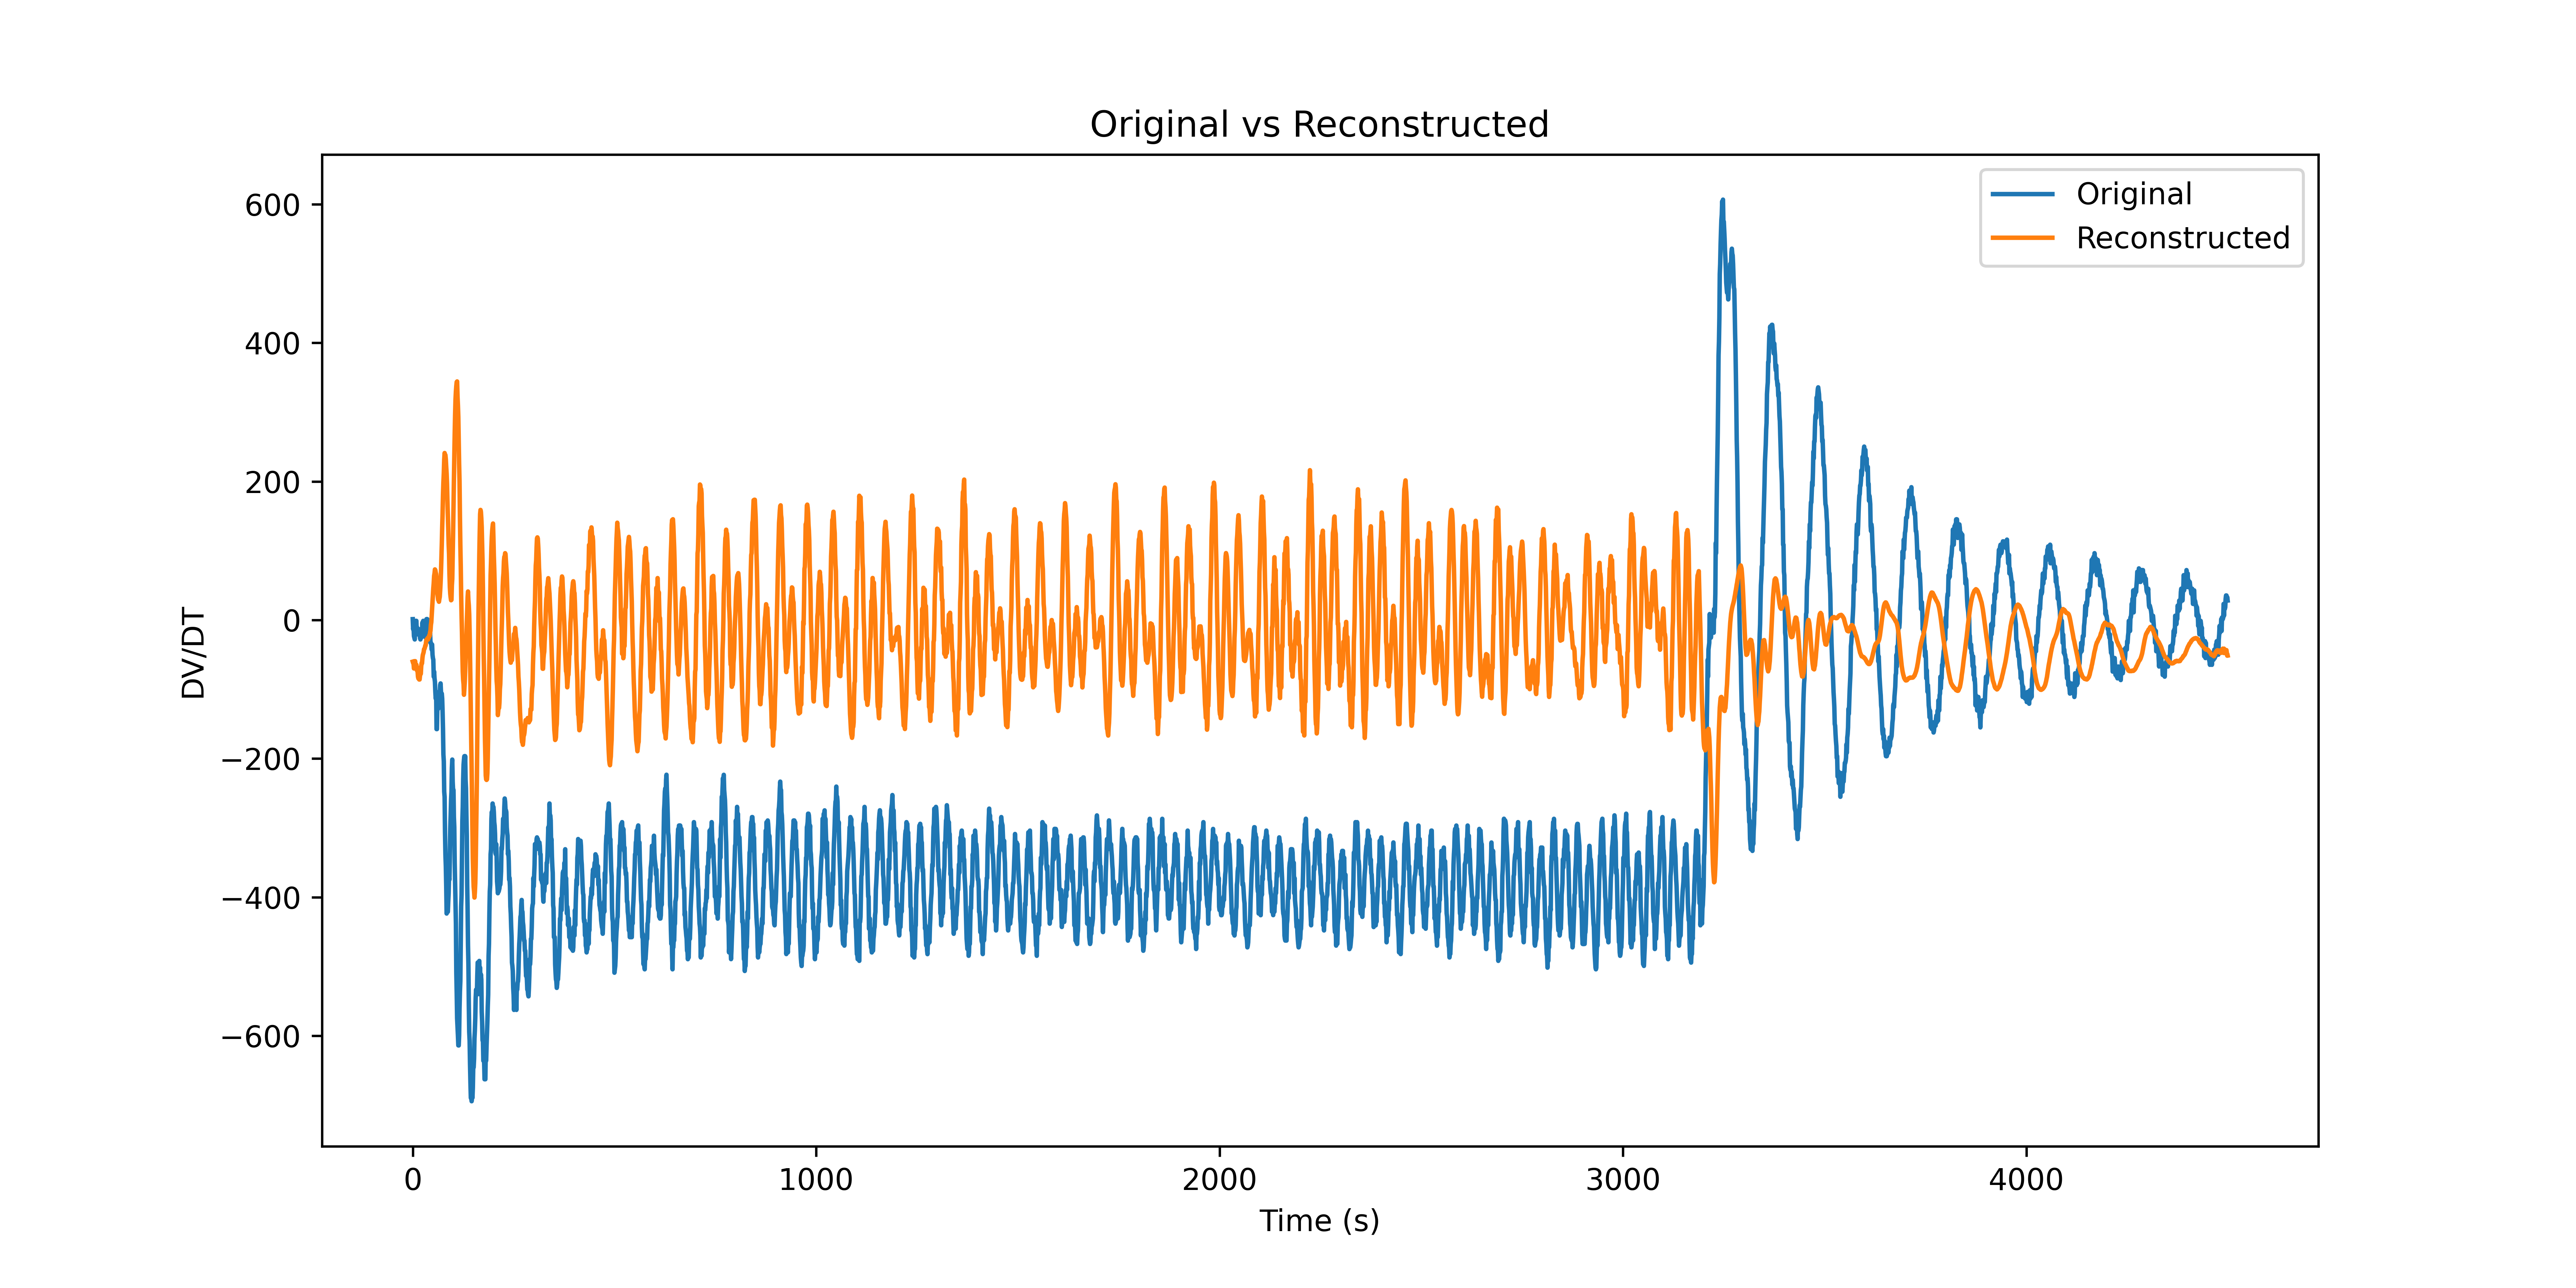 Original vs Reconstructed
Original
Reconstructed
DV/DT
600
400
200
0
−200
−400
−600
0 1000 2000 3000 4000
Time (s)